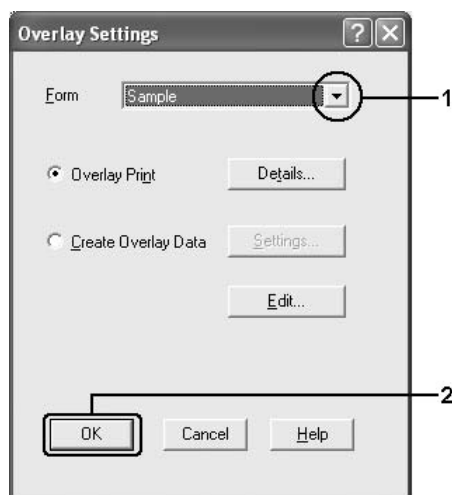 Overlay Settings
Form Sample 1
Overlay Print Details...
Create Overlay Data Settings...
Edit...
2
OK Cancel Help